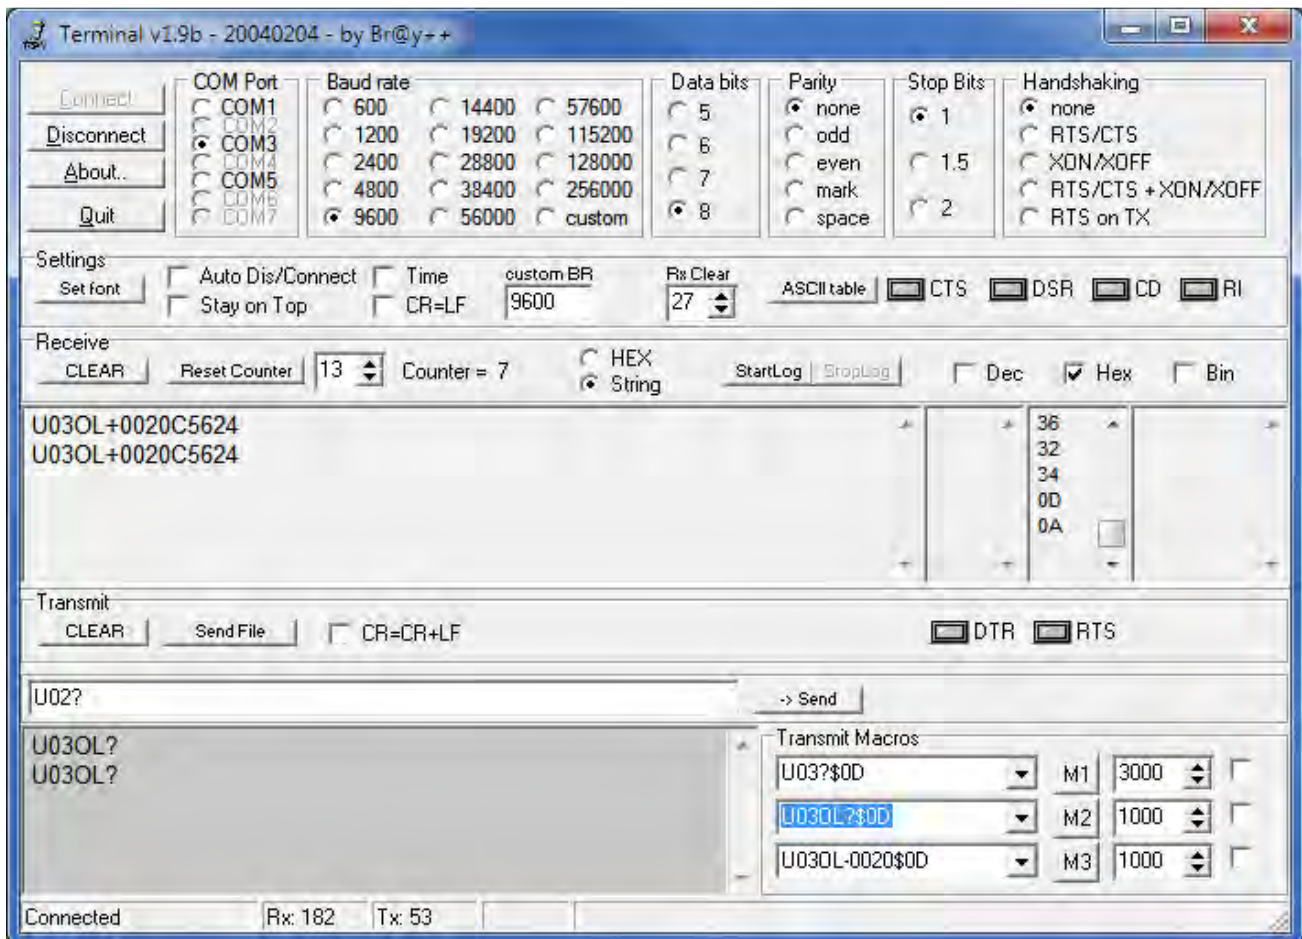 Terminal v1.9b - 20040204 - by Br@y++
Connect
Disconnect
About..
Quit
COM Port
COM1
COM2
COM3
COM4
COM5
COM6
COM7
Baud rate
600 14400 57600
1200 19200 115200
2400 28800 128000
4800 38400 256000
9600 56000 custom
Data bits
5
6
7
8
Parity
none
odd
even
mark
space
Stop Bits
1
1.5
2
Handshaking
none
RTS/CTS
XON/XOFF
RTS/CTS + XON/XOFF
RTS on TX
Settings
Set font
Auto Dis/Connect
Stay on Top
Time
CR=LF
custom BR
9600
Rx Clear
27
ASCII table
CTS DSR CD RI
Receive
CLEAR
Reset Counter
13
Counter = 7
HEX
String
StartLog
StopLog
Dec Hex Bin
U03OL+0020C5624
U03OL+0020C5624
36
32
34
0D
0A
Transmit
CLEAR
Send File
CR=CR+LF
DTR RTS
U02?
-> Send
U03OL?
U03OL?
Transmit Macros
U03?$0D M1 3000
U03OL?$0D M2 1000
U03OL-0020$0D M3 1000
Connected Rx: 182 Tx: 53